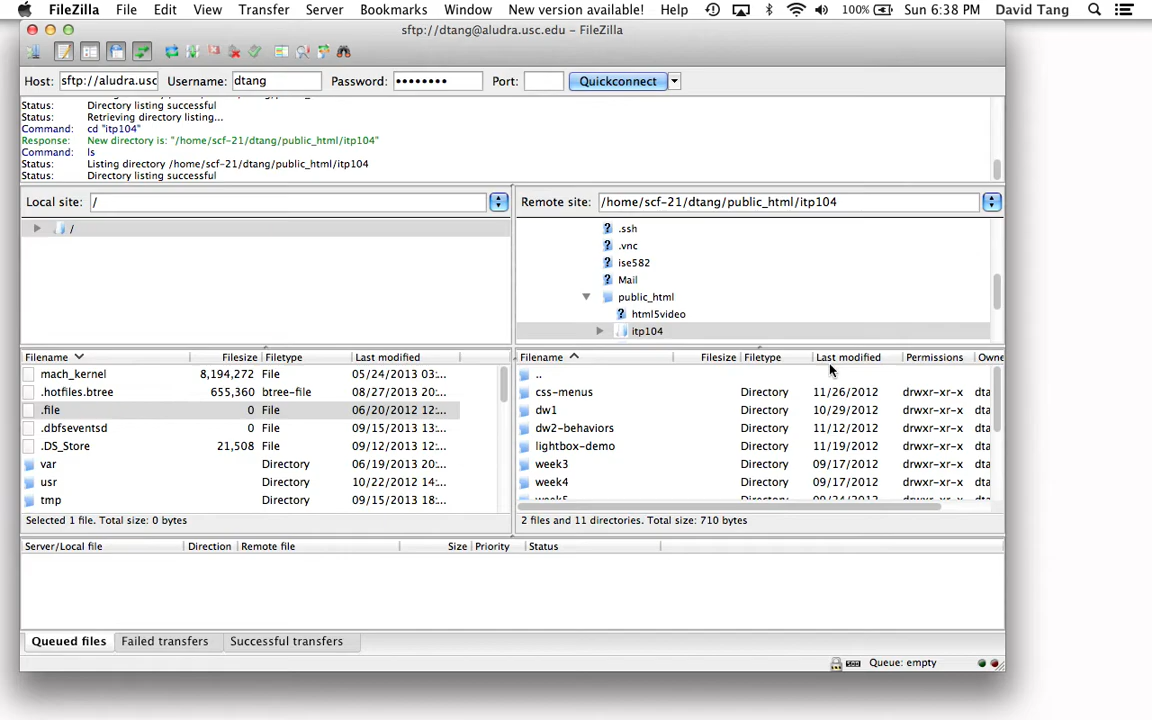 FileZilla File Edit View Transfer Server Bookmarks Window New version available! Help 100% Sun 6:38 PM David Tang
sftp://dtang@aludra.usc.edu – FileZilla
Host: sftp://aludra.usc Username: dtang Password: •••••••• Port: Quickconnect
Status: Directory listing successful
Status: Retrieving directory listing...
Command: cd "itp104"
Response: New directory is: "/home/scf-21/dtang/public_html/itp104"
Command: ls
Status: Listing directory /home/scf-21/dtang/public_html/itp104
Status: Directory listing successful
Local site: /
/
Remote site: /home/scf-21/dtang/public_html/itp104
.ssh
.vnc
ise582
Mail
public_html
html5video
itp104
Filename Filesize Filetype Last modified
mach_kernel 8,194,272 File 05/24/2013 03:...
.hotfiles.btree 655,360 btree-file 08/27/2013 20:...
.file 0 File 06/20/2012 12:...
.dbfseventsd 0 File 09/15/2013 13:...
.DS_Store 21,508 File 09/12/2013 12:...
var Directory 06/19/2013 20:...
usr Directory 10/22/2012 14:...
tmp Directory 09/15/2013 18:...
Selected 1 file. Total size: 0 bytes
Filename Filesize Filetype Last modified Permissions Owne
..
css-menus Directory 11/26/2012 drwxr-xr-x dta
dw1 Directory 10/29/2012 drwxr-xr-x dta
dw2-behaviors Directory 11/12/2012 drwxr-xr-x dta
lightbox-demo Directory 11/19/2012 drwxr-xr-x dta
week3 Directory 09/17/2012 drwxr-xr-x dta
week4 Directory 09/17/2012 drwxr-xr-x dta
week5 Directory 09/24/2012 drwxr-xr-x dta
2 files and 11 directories. Total size: 710 bytes
Server/Local file Direction Remote file Size Priority Status
Queued files Failed transfers Successful transfers
Queue: empty